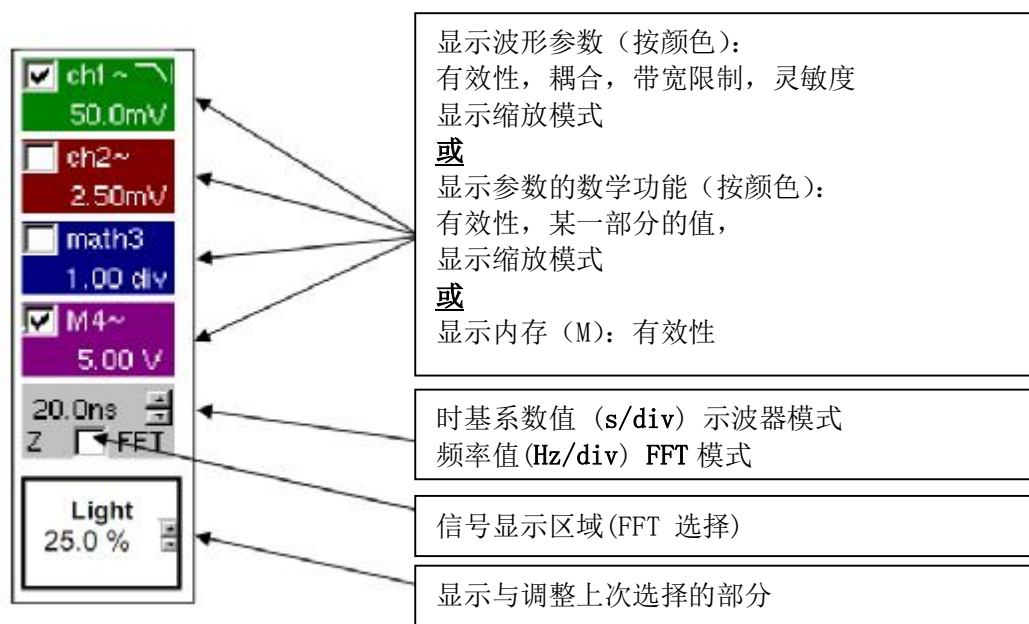 ch1 ~
50.0mV
ch2~
2.50mV
math3
1.00 div
M4~
5.00 V
20.0ns
Z FFT
Light
25.0 %
显示波形参数（按颜色）：
有效性，耦合，带宽限制，灵敏度
显示缩放模式
或
显示参数的数学功能（按颜色）：
有效性，某一部分的值，
显示缩放模式
或
显示内存（M）：有效性
时基系数值 (s/div) 示波器模式
频率值(Hz/div) FFT 模式
信号显示区域(FFT 选择)
显示与调整上次选择的部分